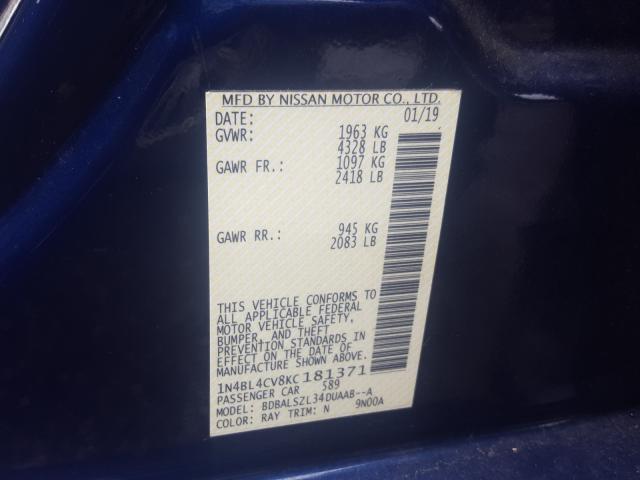 MFD BY NISSAN MOTOR CO., LTD.
DATE: 01/19
GVWR: 1963 KG
4328 LB
GAWR FR.: 1097 KG
2418 LB
GAWR RR.: 945 KG
2083 LB
THIS VEHICLE CONFORMS TO
ALL APPLICABLE FEDERAL
MOTOR VEHICLE SAFETY,
BUMPER, AND THEFT
PREVENTION STANDARDS IN
EFFECT ON THE DATE OF
MANUFACTURE SHOWN ABOVE.
1N4BL4CV8KC181371
PASSENGER CAR 589
MODEL: BDBALSZL34DUAAB--A
COLOR: RAY TRIM: N 9N00A